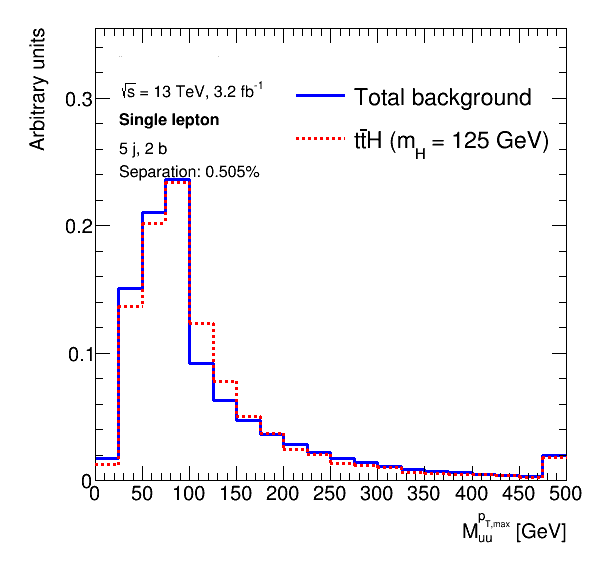 Arbitrary units
0.3
0.2
0.1
0
√s = 13 TeV, 3.2 fb⁻¹
Single lepton
5 j, 2 b
Separation: 0.505%
Total background
tt̄H (m_H = 125 GeV)
0 50 100 150 200 250 300 350 400 450 500
M_uu^p_T,max [GeV]